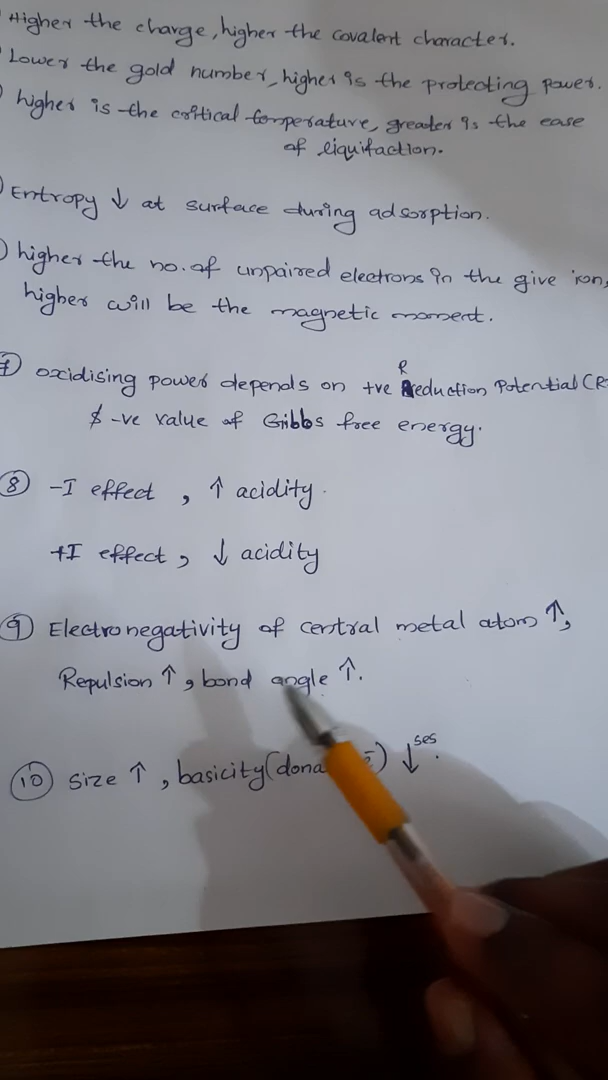 Higher the charge, higher the covalent character.
Lower the gold number, higher is the protecting power.
higher is the critical temperature, greater is the ease
of liquifaction.
Entropy ↓ at surface during adsorption.
higher the no. of unpaired electrons in the give ion,
higher will be the magnetic moment.
7 oxidising power depends on +ve Reduction Potential (R
& -ve value of Gibbs free energy.
8 -I effect, ↑ acidity.
+I effect, ↓ acidity
9 Electronegativity of central metal atom ↑,
Repulsion ↑, bond angle ↑.
10 size ↑, basicity( ) ↓ses.